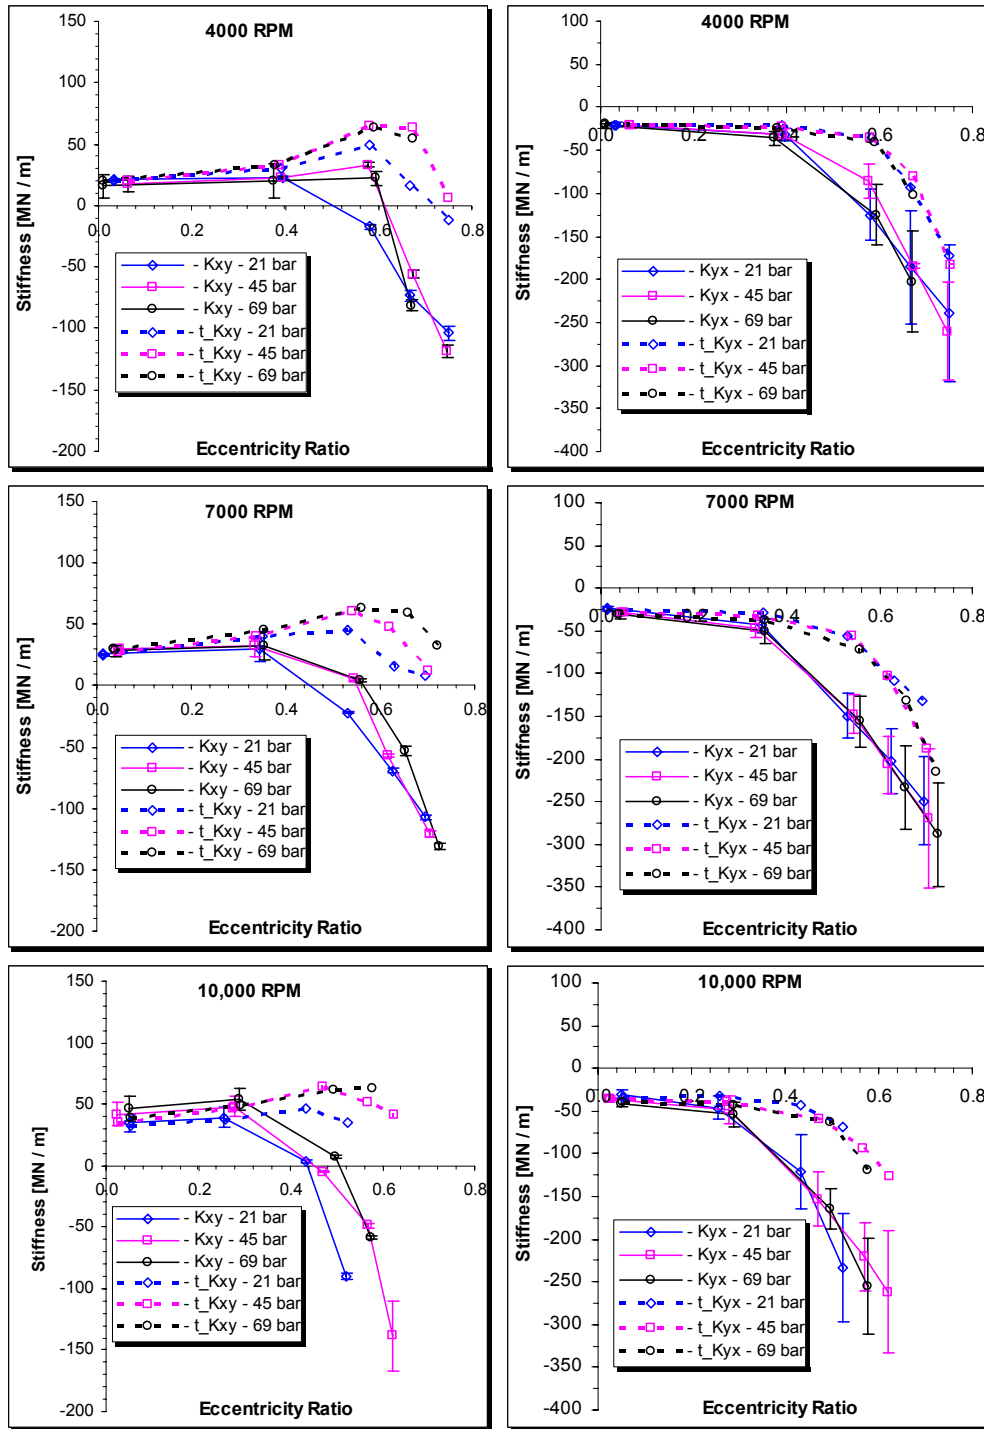 4000 RPM
150
100
50
0
-50
-100
-150
-200
0.0 0.2 0.4 0.6 0.8
Stiffness [MN / m]
Eccentricity Ratio
- Kxy - 21 bar
- Kxy - 45 bar
- Kxy - 69 bar
- t_Kxy - 21 bar
- t_Kxy - 45 bar
- t_Kxy - 69 bar
4000 RPM
100
50
0
-50
-100
-150
-200
-250
-300
-350
-400
0.0 0.2 0.4 0.6 0.8
Stiffness [MN / m]
Eccentricity Ratio
- Kyx - 21 bar
- Kyx - 45 bar
- Kyx - 69 bar
- t_Kyx - 21 bar
- t_Kyx - 45 bar
- t_Kyx - 69 bar
7000 RPM
150
100
50
0
-50
-100
-150
-200
0.0 0.2 0.4 0.6 0.8
Stiffness [MN / m]
Eccentricity Ratio
- Kxy - 21 bar
- Kxy - 45 bar
- Kxy - 69 bar
- t_Kxy - 21 bar
- t_Kxy - 45 bar
- t_Kxy - 69 bar
7000 RPM
100
50
0
-50
-100
-150
-200
-250
-300
-350
-400
0.0 0.2 0.4 0.6 0.8
Stiffness [MN / m]
Eccentricity Ratio
- Kyx - 21 bar
- Kyx - 45 bar
- Kyx - 69 bar
- t_Kyx - 21 bar
- t_Kyx - 45 bar
- t_Kyx - 69 bar
10,000 RPM
150
100
50
0
-50
-100
-150
-200
0.0 0.2 0.4 0.6 0.8
Stiffness [MN / m]
Eccentricity Ratio
- Kxy - 21 bar
- Kxy - 45 bar
- Kxy - 69 bar
- t_Kxy - 21 bar
- t_Kxy - 45 bar
- t_Kxy - 69 bar
10,000 RPM
100
50
0
-50
-100
-150
-200
-250
-300
-350
-400
0.0 0.2 0.4 0.6 0.8
Stiffness [MN / m]
Eccentricity Ratio
- Kyx - 21 bar
- Kyx - 45 bar
- Kyx - 69 bar
- t_Kyx - 21 bar
- t_Kyx - 45 bar
- t_Kyx - 69 bar